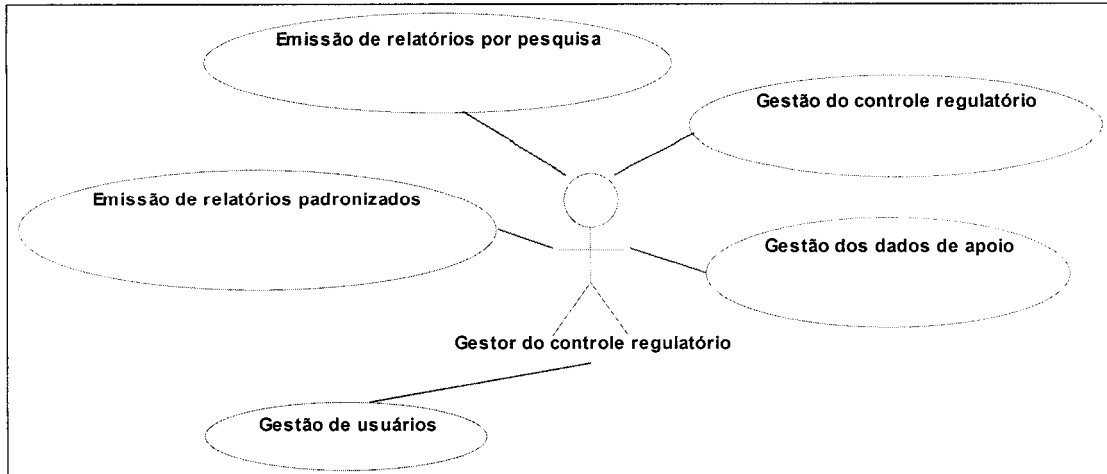 Emissão de relatórios por pesquisa
Gestão do controle regulatório
Emissão de relatórios padronizados
Gestão dos dados de apoio
Gestor do controle regulatório
Gestão de usuários